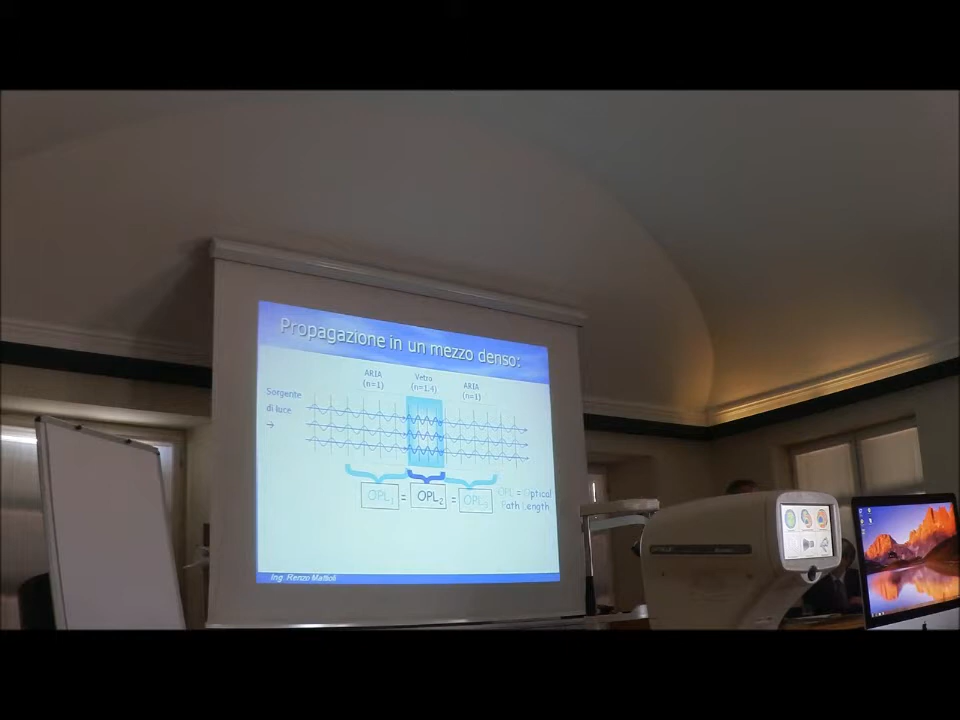 Propagazione in un mezzo denso:
ARIA
(n=1)
Vetro
(n=1.4)
ARIA
(n=1)
Sorgente
di luce
→
OPL₁ = OPL₂ = OPL₃
OPL = Optical
Path Length
Ing. Renzo Mattioli